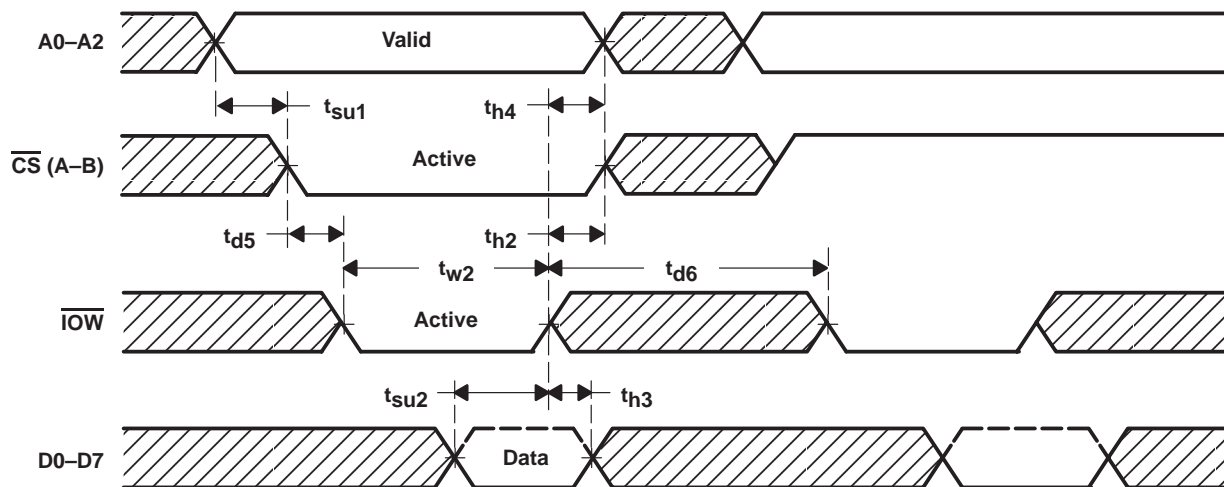 A0–A2
Valid
tsu1
th4
CS (A–B)
Active
td5
th2
tw2
td6
IOW
Active
tsu2
th3
D0–D7
Data